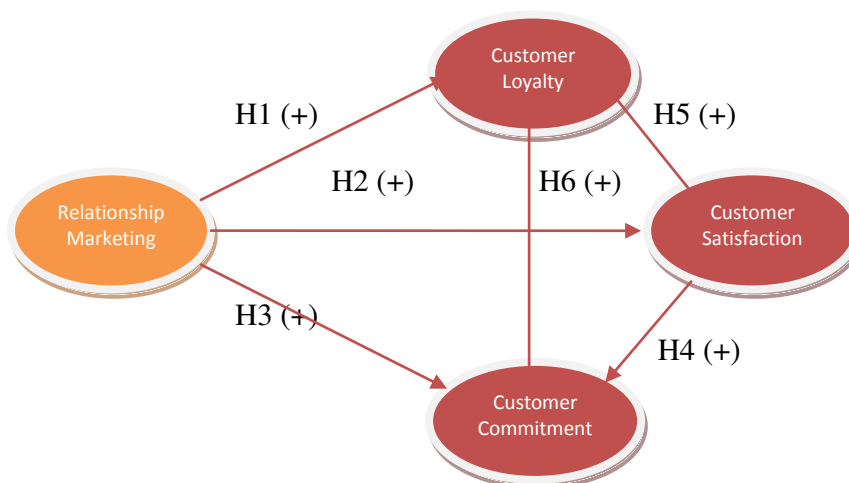 Customer
Loyalty
H1 (+)
H5 (+)
H2 (+)
H6 (+)
Relationship
Marketing
Customer
Satisfaction
H3 (+)
H4 (+)
Customer
Commitment